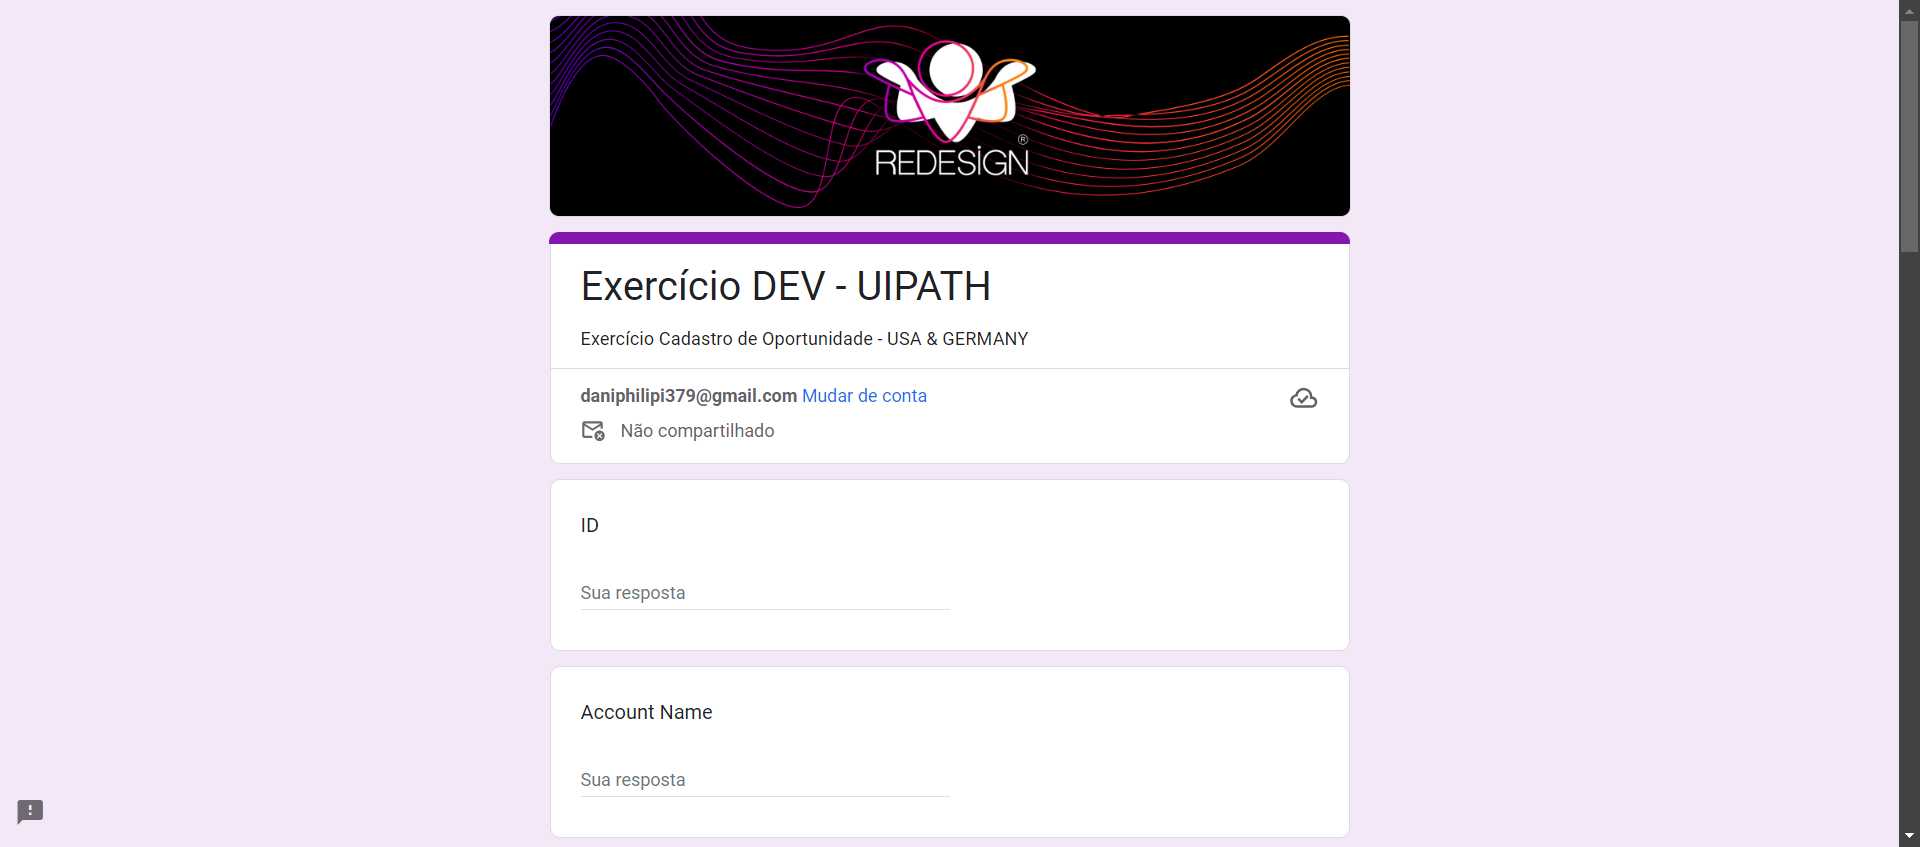 REDESIGN
®
Exercício DEV - UIPATH
Exercício Cadastro de Oportunidade - USA & GERMANY
daniphilipi379@gmail.com Mudar de conta
Não compartilhado
ID
Sua resposta
Account Name
Sua resposta